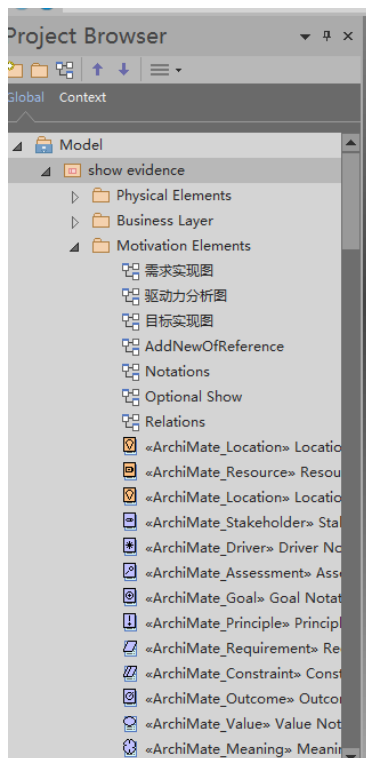 Project Browser
Global Context
Model
show evidence
Physical Elements
Business Layer
Motivation Elements
需求实现图
驱动力分析图
目标实现图
AddNewOfReference
Notations
Optional Show
Relations
«ArchiMate_Location» Locatio
«ArchiMate_Resource» Resou
«ArchiMate_Location» Locatio
«ArchiMate_Stakeholder» Stal
«ArchiMate_Driver» Driver No
«ArchiMate_Assessment» Ass
«ArchiMate_Goal» Goal Notat
«ArchiMate_Principle» Principl
«ArchiMate_Requirement» Re
«ArchiMate_Constraint» Const
«ArchiMate_Outcome» Outco
«ArchiMate_Value» Value Not
«ArchiMate_Meaning» Meani